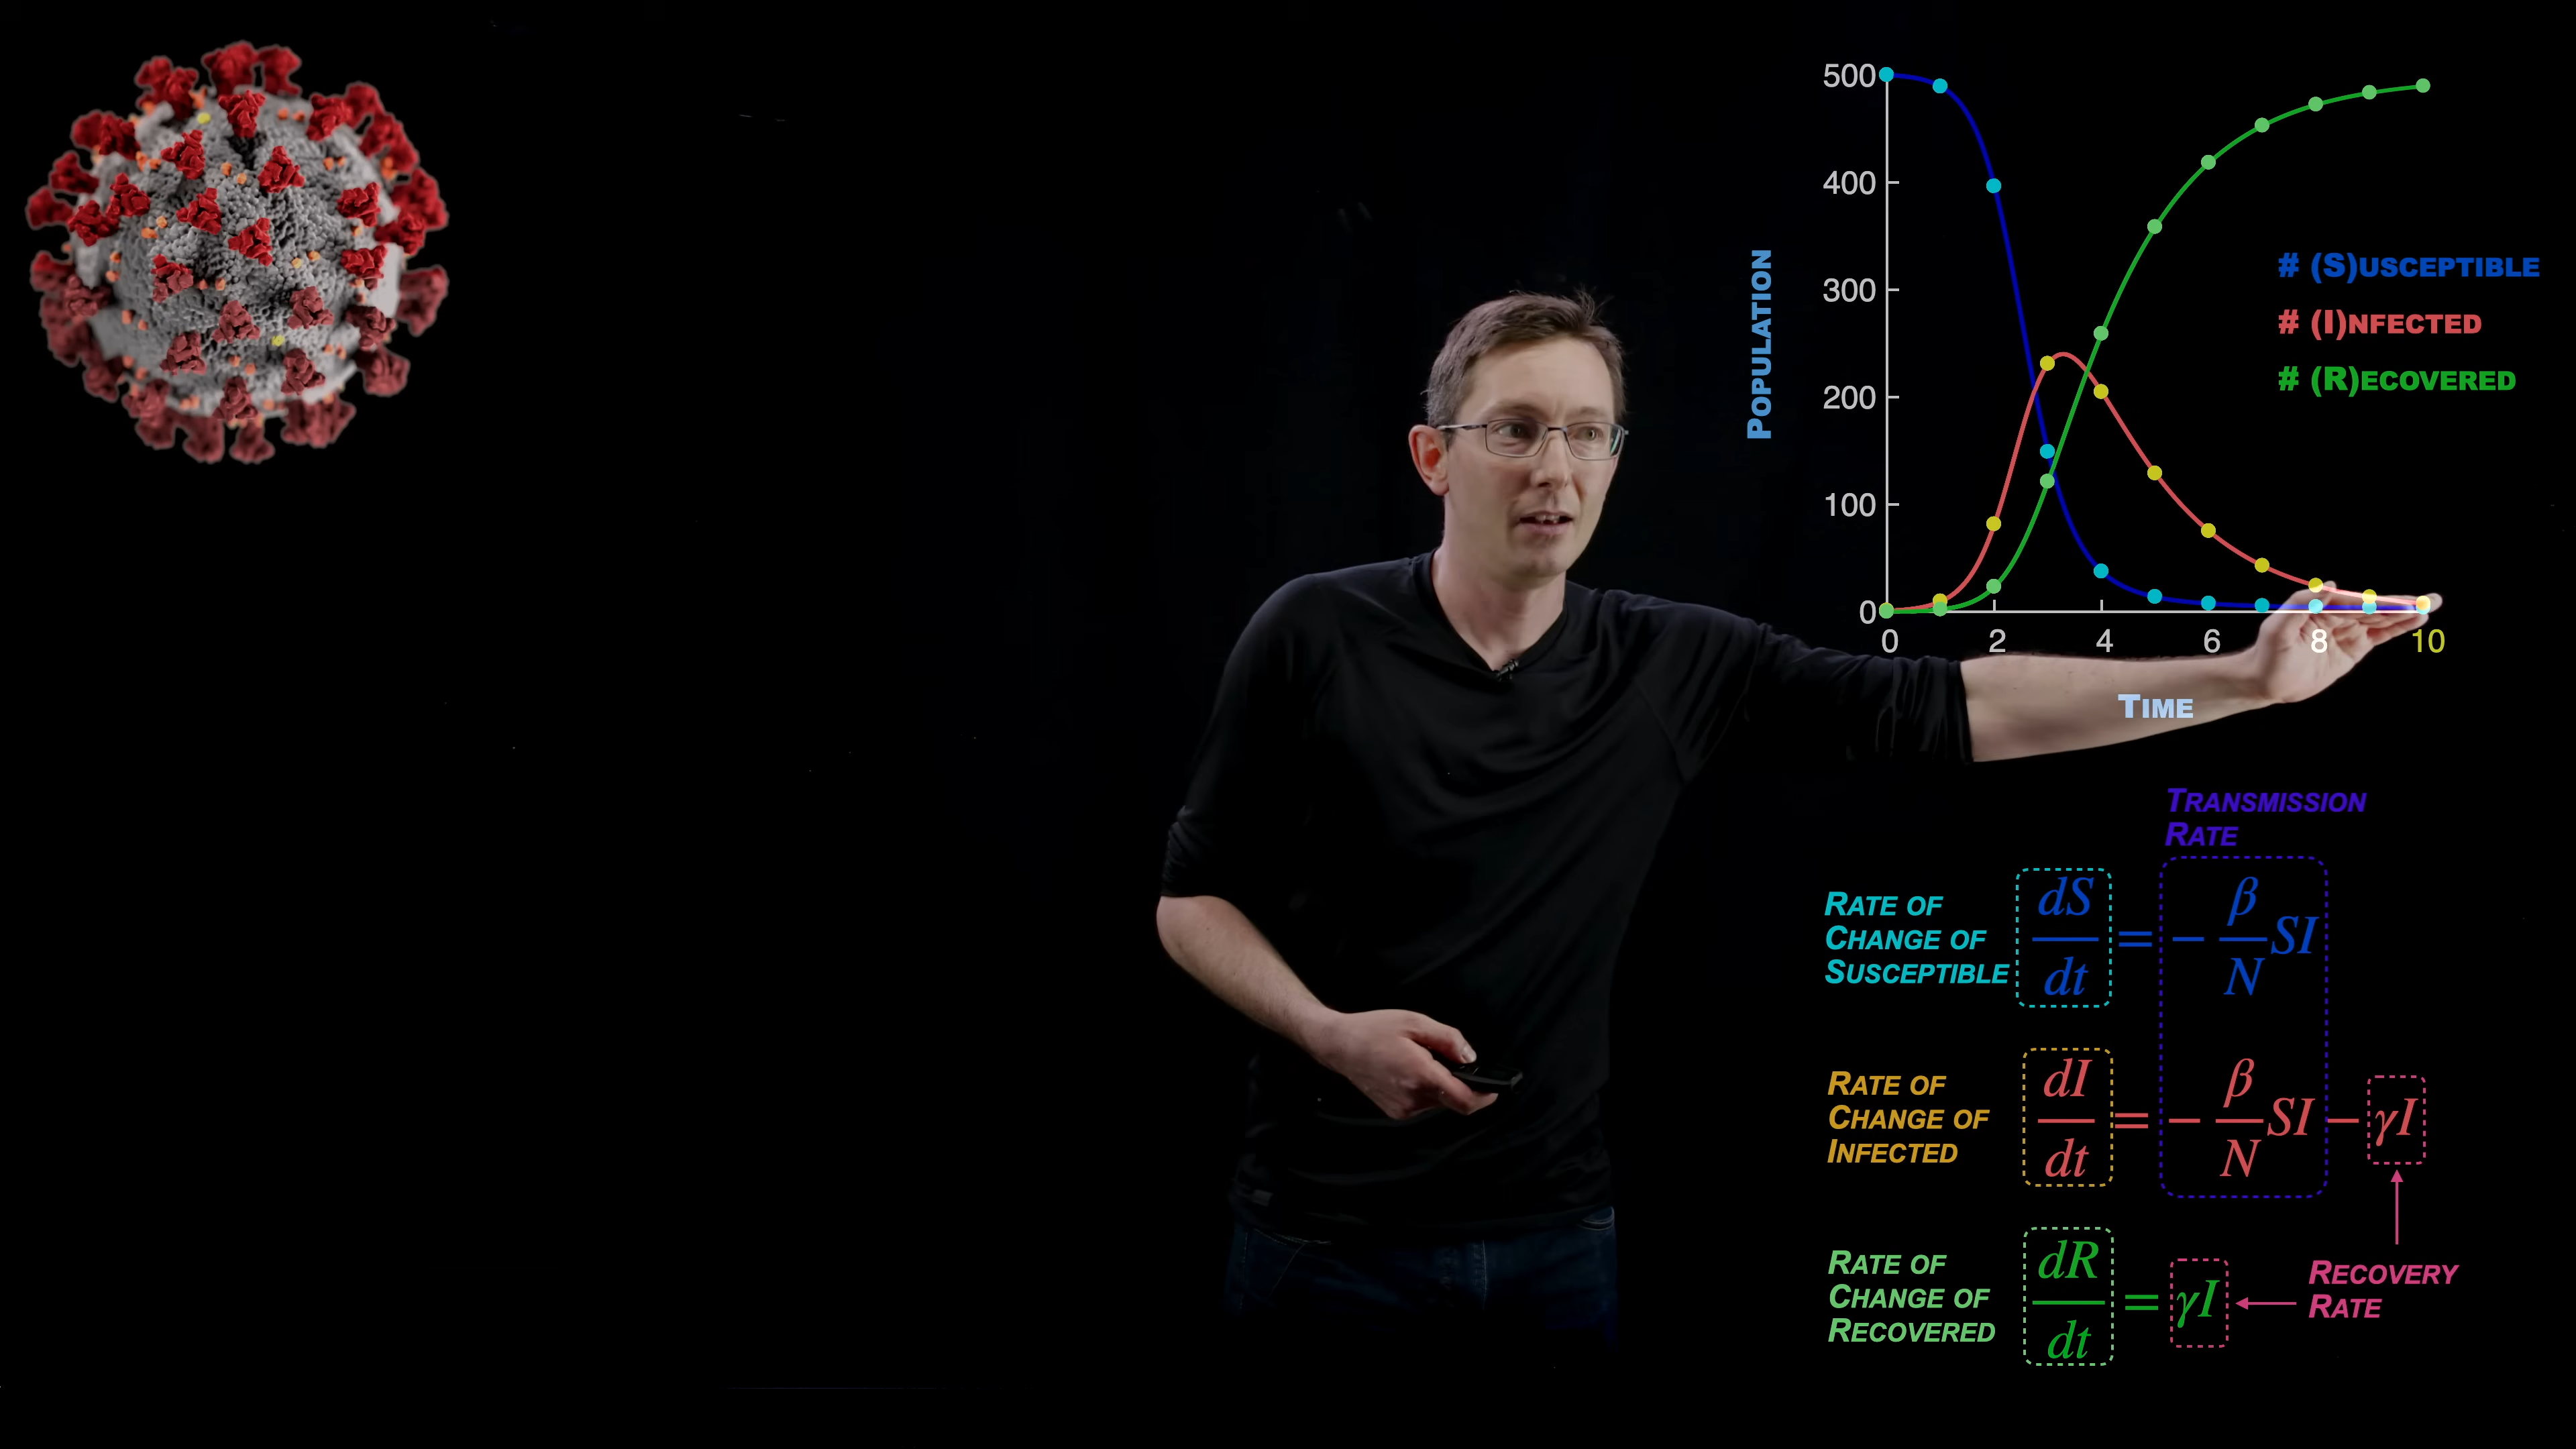 500
400
300
200
100
0
0 2 4 6 8 10
POPULATION
TIME
# (S)USCEPTIBLE
# (I)NFECTED
# (R)ECOVERED
TRANSMISSION
RATE
RATE OF
CHANGE OF
SUSCEPTIBLE
dS/dt = − β/N SI
RATE OF
CHANGE OF
INFECTED
dI/dt = − β/N SI − γI
RATE OF
CHANGE OF
RECOVERED
dR/dt = γI
RECOVERY
RATE